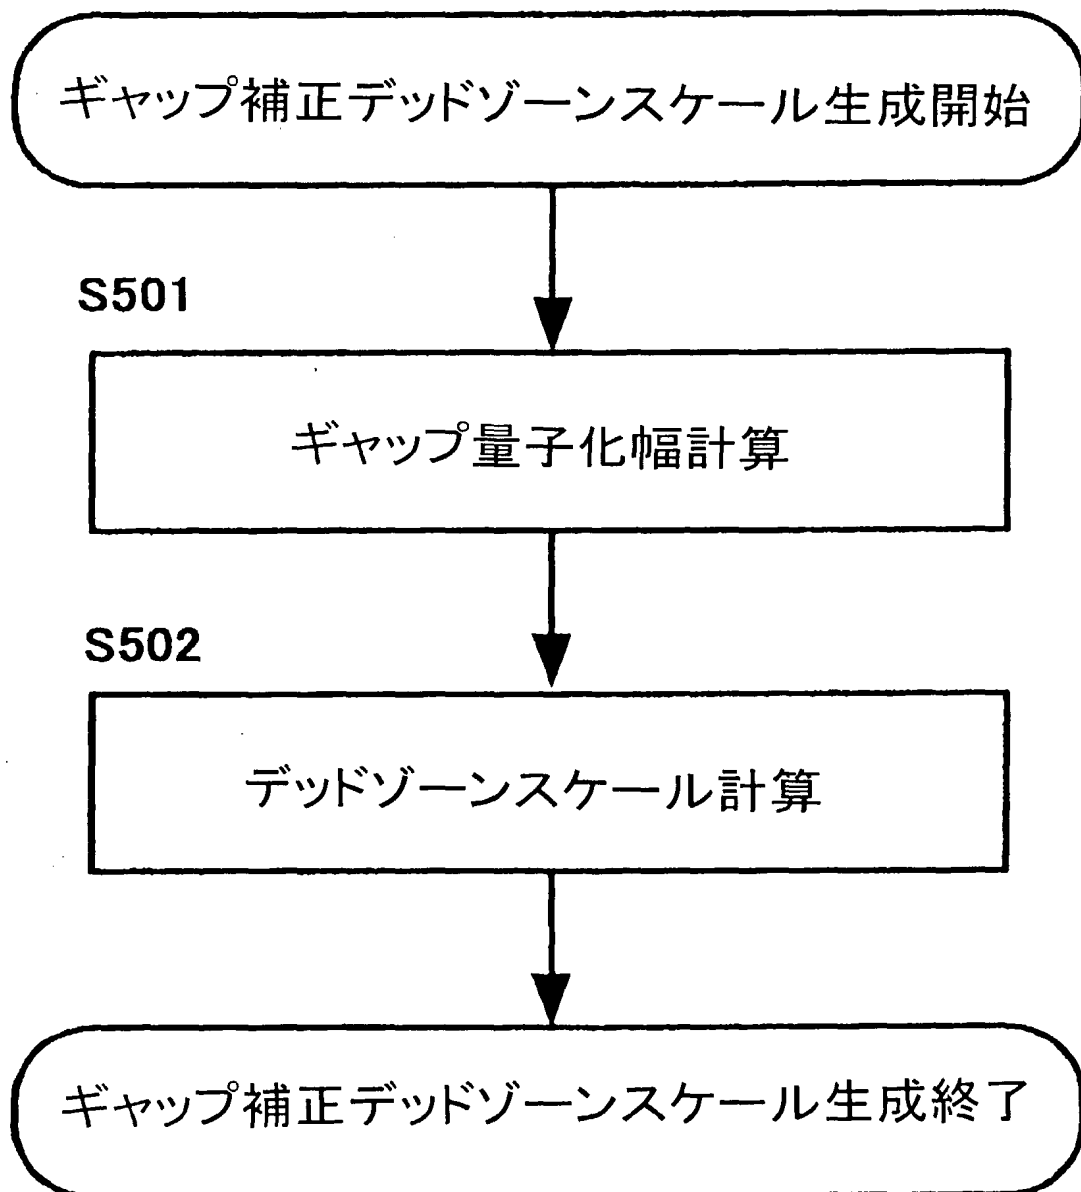 ギャップ補正デッドゾーンスケール生成開始
S501
ギャップ量子化幅計算
S502
デッドゾーンスケール計算
ギャップ補正デッドゾーンスケール生成終了